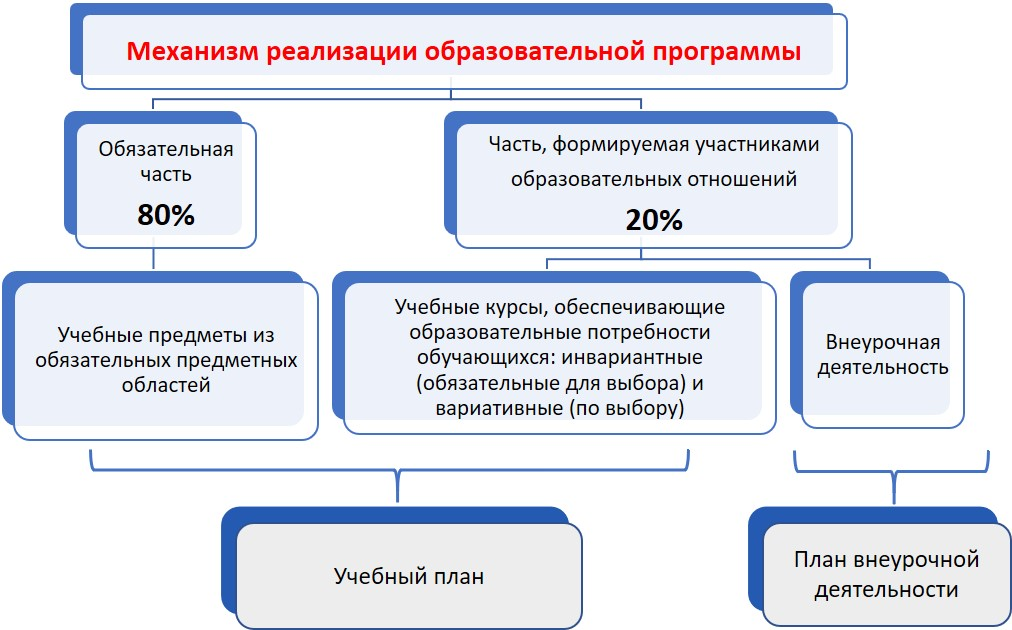 Механизм реализации образовательной программы
Обязательная
часть
80%
Часть, формируемая участниками
образовательных отношений
20%
Учебные предметы из
обязательных предметных
областей
Учебные курсы, обеспечивающие
образовательные потребности
обучающихся: инвариантные
(обязательные для выбора) и
вариативные (по выбору)
Внеурочная
деятельность
Учебный план
План внеурочной
деятельности